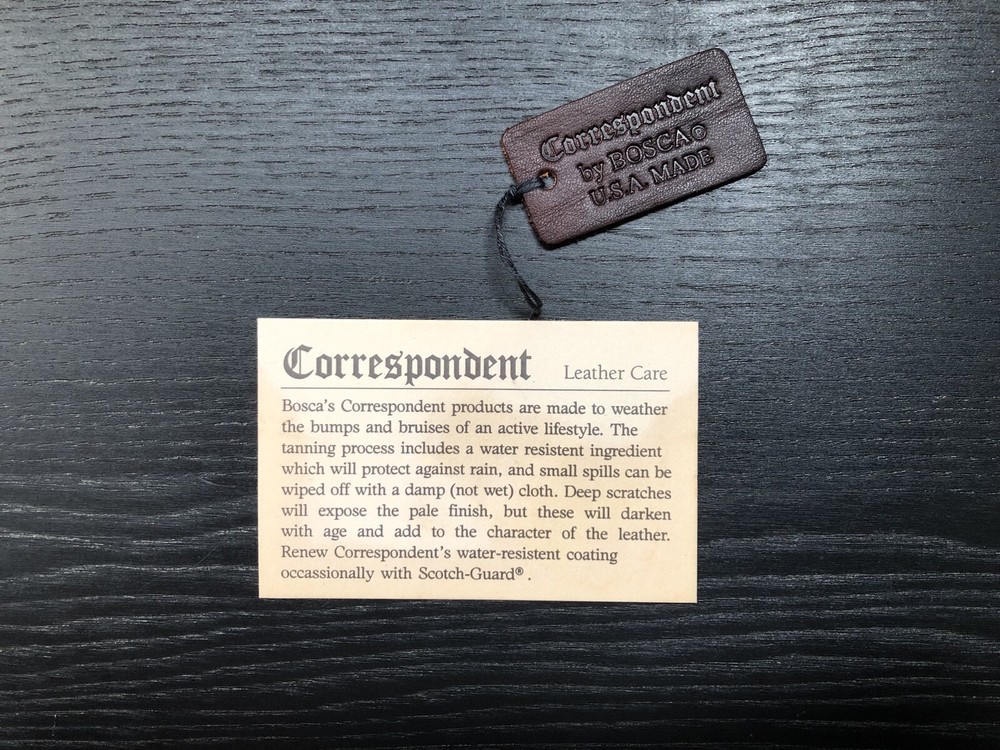 Correspondent
by BOSCA©
U.S.A. MADE
Correspondent Leather Care
Bosca's Correspondent products are made to weather
the bumps and bruises of an active lifestyle. The
tanning process includes a water resistent ingredient
which will protect against rain, and small spills can be
wiped off with a damp (not wet) cloth. Deep scratches
will expose the pale finish, but these will darken
with age and add to the character of the leather.
Renew Correspondent's water-resistent coating
occassionally with Scotch-Guard® .